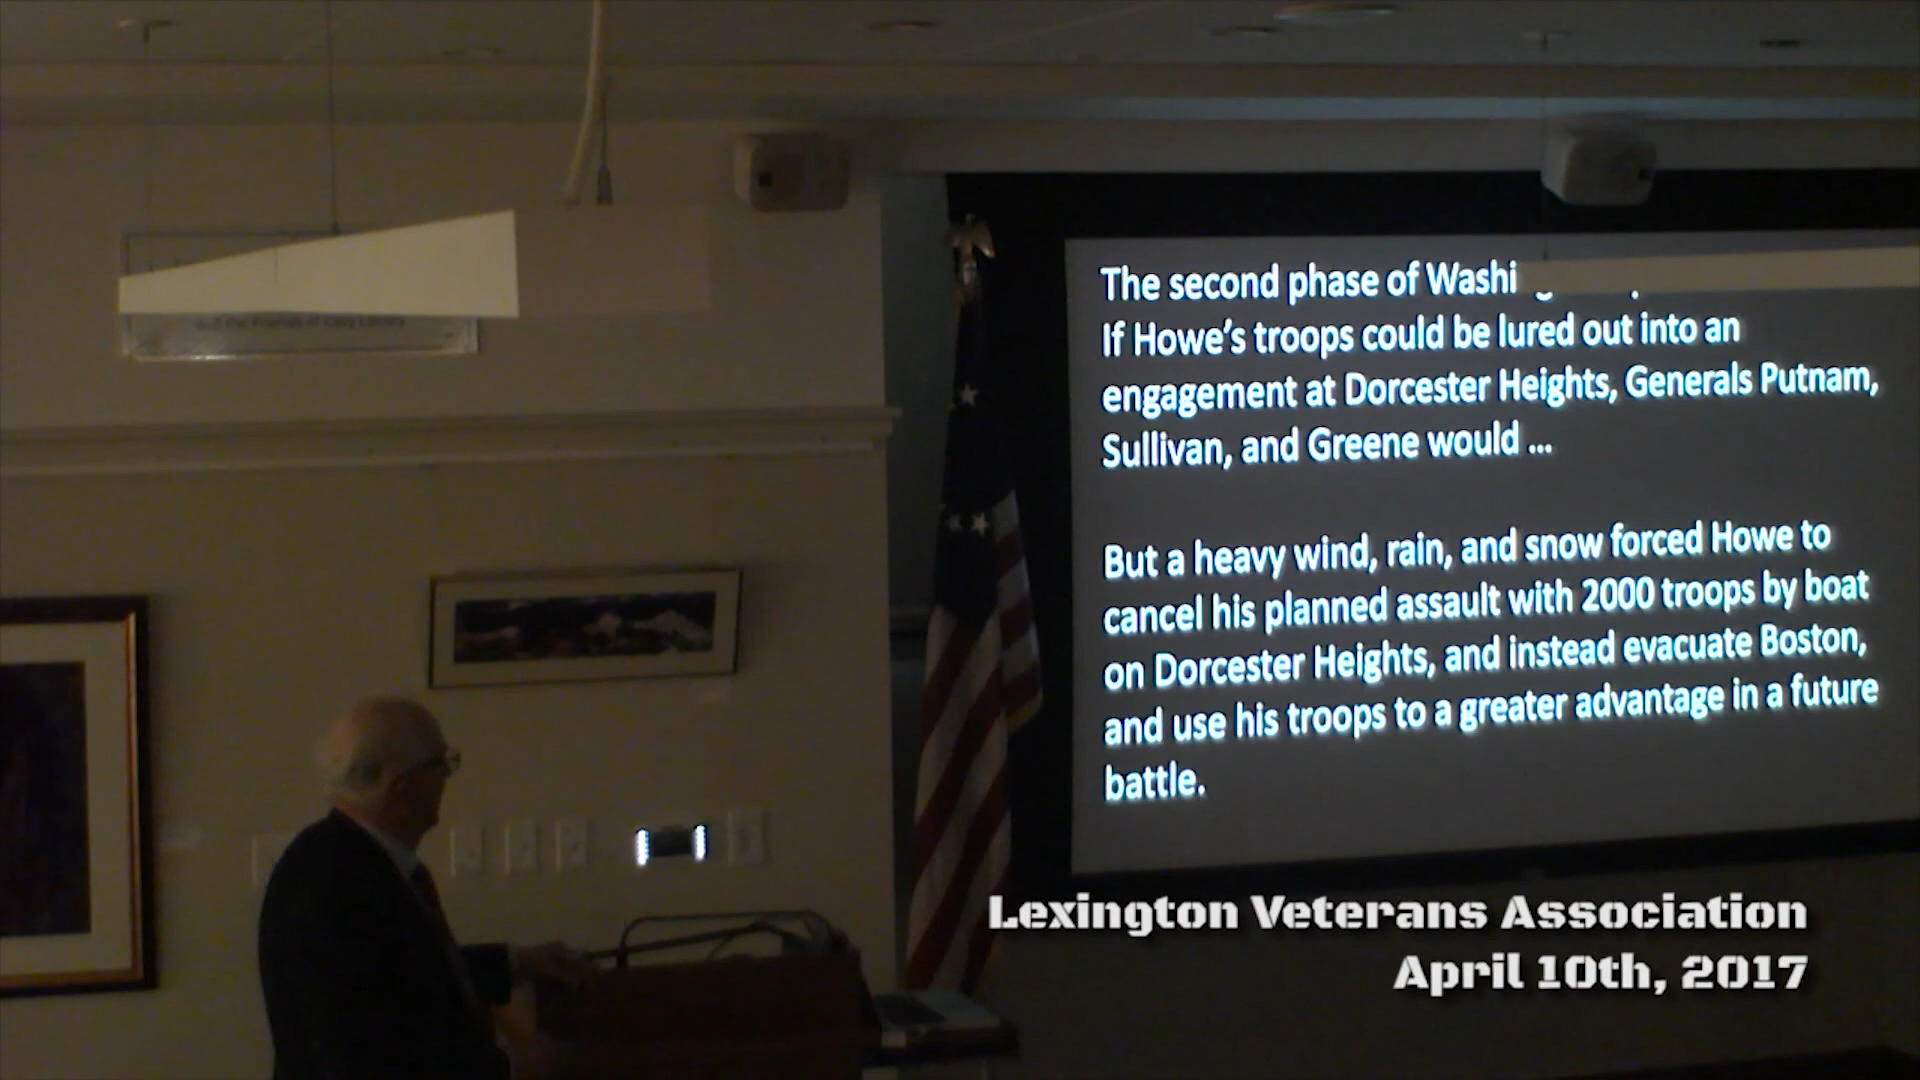 The second phase of Washi
If Howe's troops could be lured out into an
engagement at Dorcester Heights, Generals Putnam,
Sullivan, and Greene would ...
But a heavy wind, rain, and snow forced Howe to
cancel his planned assault with 2000 troops by boat
on Dorcester Heights, and instead evacuate Boston,
and use his troops to a greater advantage in a future
battle.
Lexington Veterans Association
April 10th, 2017